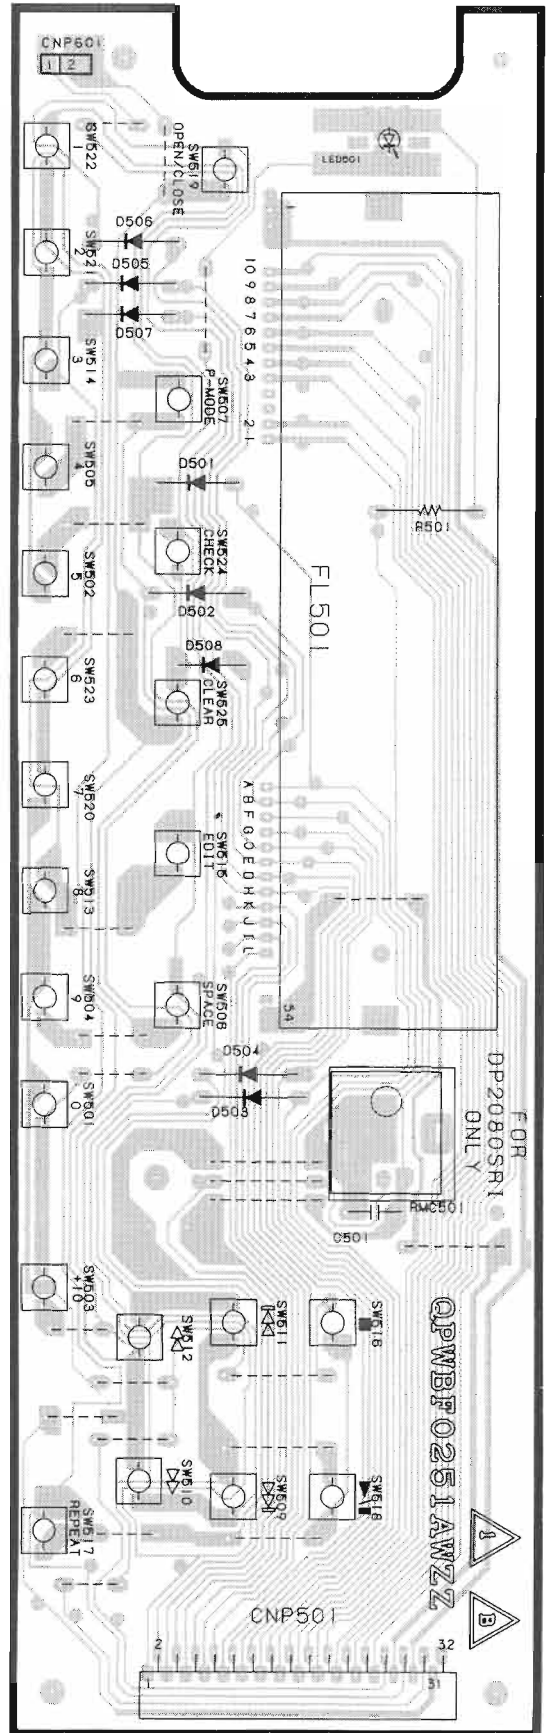 CNP601
1 2
SW522
1
SW519
OPEN/CLOSE
LED501
SW521
2
D506
D505
D507
1
10 9 8 7 6 5 4 3 2 1
SW514
3
SW507
P-MODE
SW505
4
D501
R501
SW524
CHECK
SW502
5
D502
FL501
D508
SW523
6
SW525
CLEAR
SW520
7
SW515
EDIT
SW513
8
SW504
9
SW506
SPACE
54
D504
D503
SW501
0
FOR
DP2080SRI
ONLY
RMC501
C501
SW503
+10
SW512
SW511
QPWBF0251AWZZ
SW510
SW509
SW518
SW517
REPEAT
B
CNP501
2
32
1
31